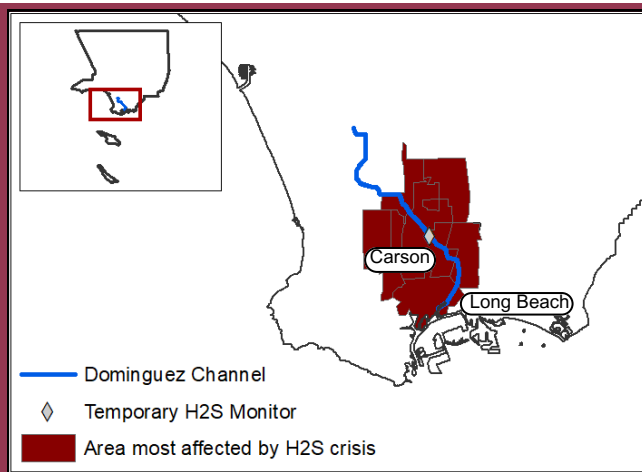 Carson
Long Beach
Dominguez Channel
Temporary H2S Monitor
Area most affected by H2S crisis